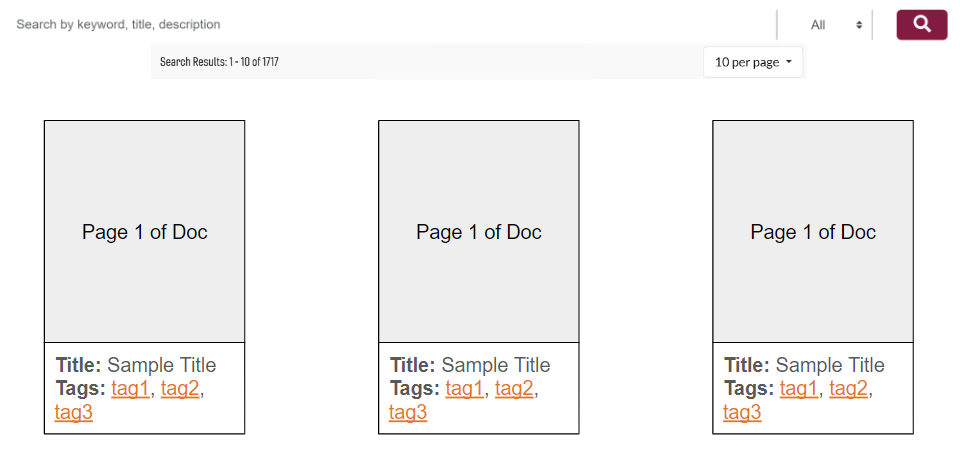 Search by keyword, title, description All
Search Results: 1 - 10 of 1717 10 per page
Page 1 of Doc
Title: Sample Title
Tags: tag1, tag2,
tag3
Page 1 of Doc
Title: Sample Title
Tags: tag1, tag2,
tag3
Page 1 of Doc
Title: Sample Title
Tags: tag1, tag2,
tag3